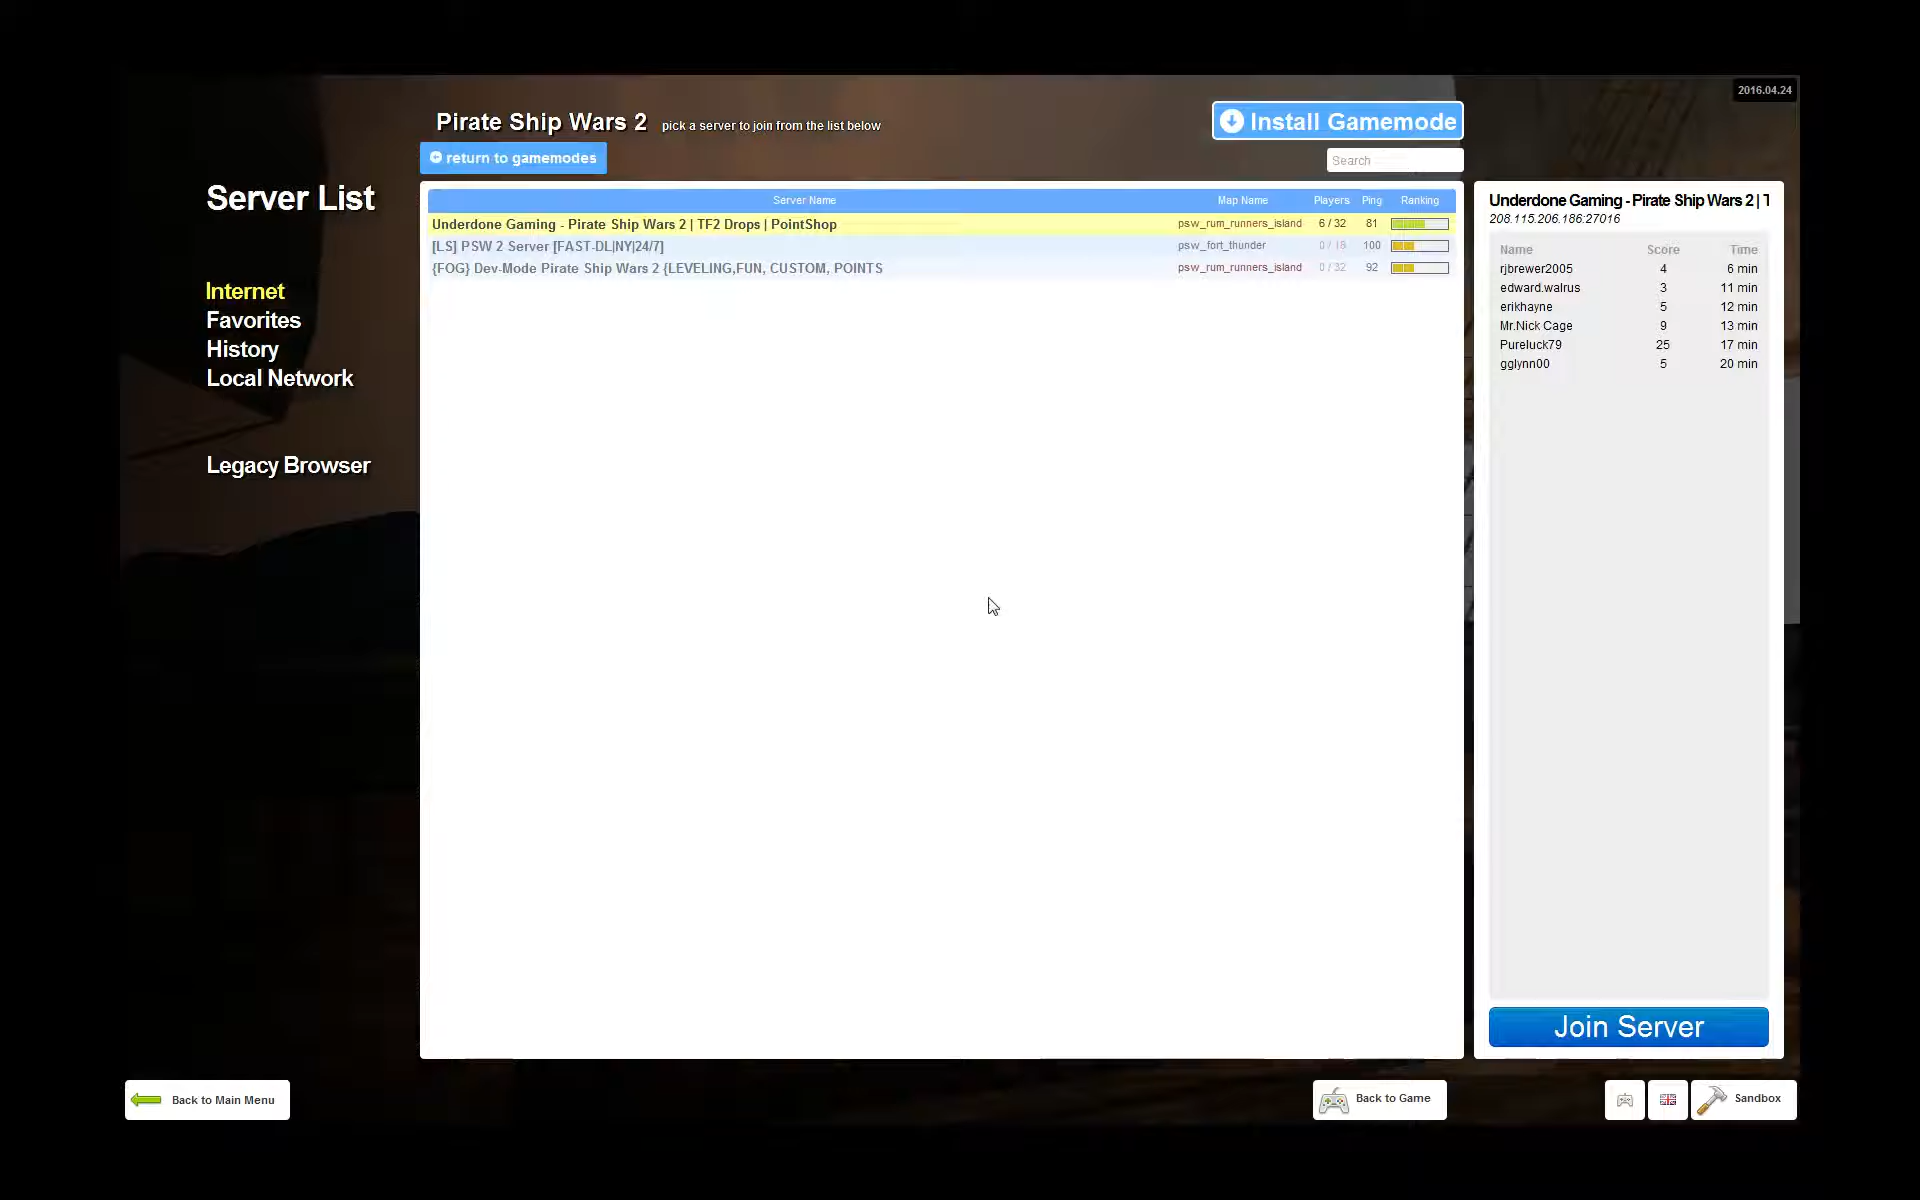 2016.04.24
Pirate Ship Wars 2 pick a server to join from the list below
Install Gamemode
return to gamemodes
Search
Server List
Internet
Favorites
History
Local Network
Legacy Browser
Server Name Map Name Players Ping Ranking
Underdone Gaming - Pirate Ship Wars 2 | TF2 Drops | PointShop psw_rum_runners_island 6 / 32 81
[LS] PSW 2 Server [FAST-DL|NY|24/7] psw_fort_thunder 0 / 18 100
{FOG} Dev-Mode Pirate Ship Wars 2 {LEVELING,FUN, CUSTOM, POINTS psw_rum_runners_island 0 / 32 92
Underdone Gaming - Pirate Ship Wars 2 | T
208.115.206.186:27016
Name Score Time
rjbrewer2005 4 6 min
edward.walrus 3 11 min
erikhayne 5 12 min
Mr.Nick Cage 9 13 min
Pureluck79 25 17 min
gglynn00 5 20 min
Join Server
Back to Main Menu
Back to Game
Sandbox